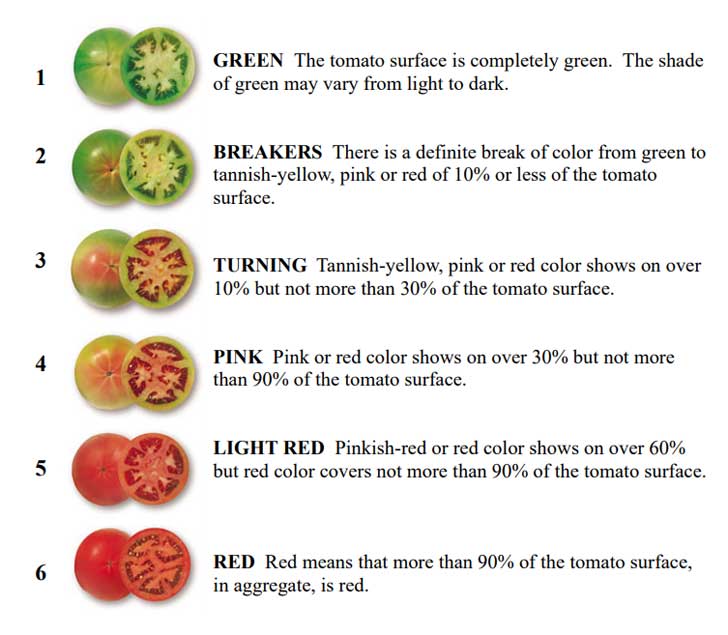 1
GREEN The tomato surface is completely green. The shade
of green may vary from light to dark.
2
BREAKERS There is a definite break of color from green to
tannish-yellow, pink or red of 10% or less of the tomato
surface.
3
TURNING Tannish-yellow, pink or red color shows on over
10% but not more than 30% of the tomato surface.
4
PINK Pink or red color shows on over 30% but not more
than 90% of the tomato surface.
5
LIGHT RED Pinkish-red or red color shows on over 60%
but red color covers not more than 90% of the tomato surface.
6
RED Red means that more than 90% of the tomato surface,
in aggregate, is red.